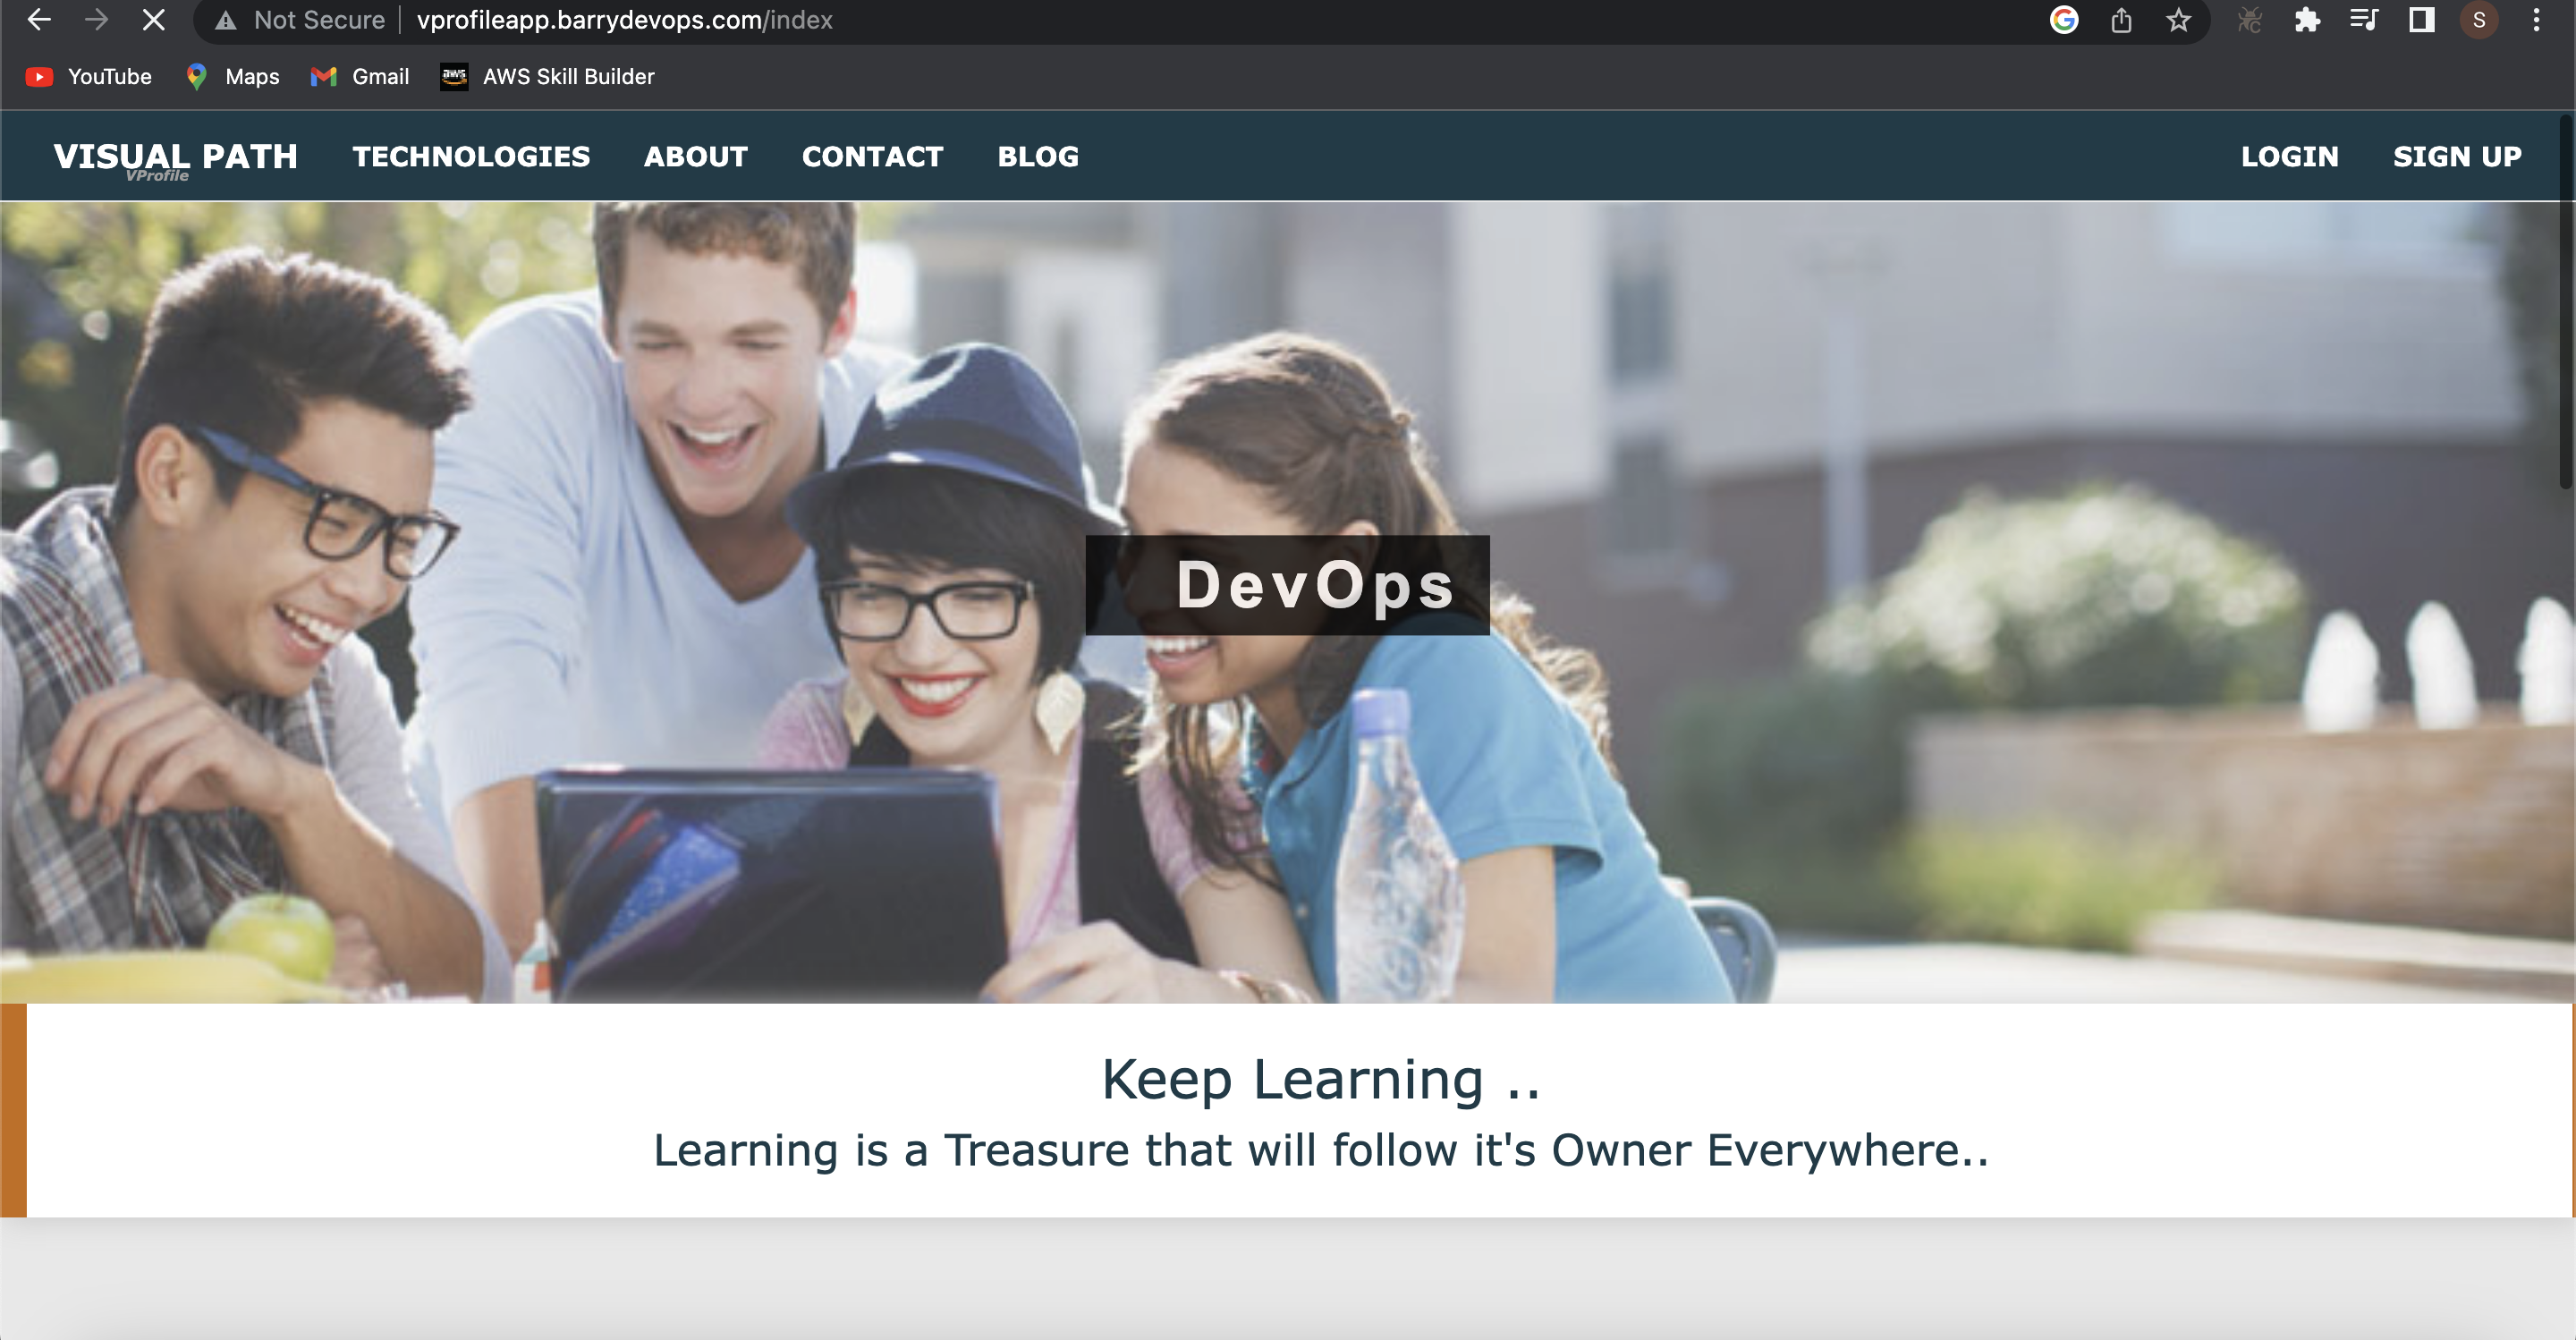 Not Secure vprofileapp.barrydevops.com/index S
YouTube Maps Gmail aws AWS Skill Builder
VISUAL PATH TECHNOLOGIES ABOUT CONTACT BLOG LOGIN SIGN UP
VProfile
DevOps
Keep Learning ..
Learning is a Treasure that will follow it's Owner Everywhere..